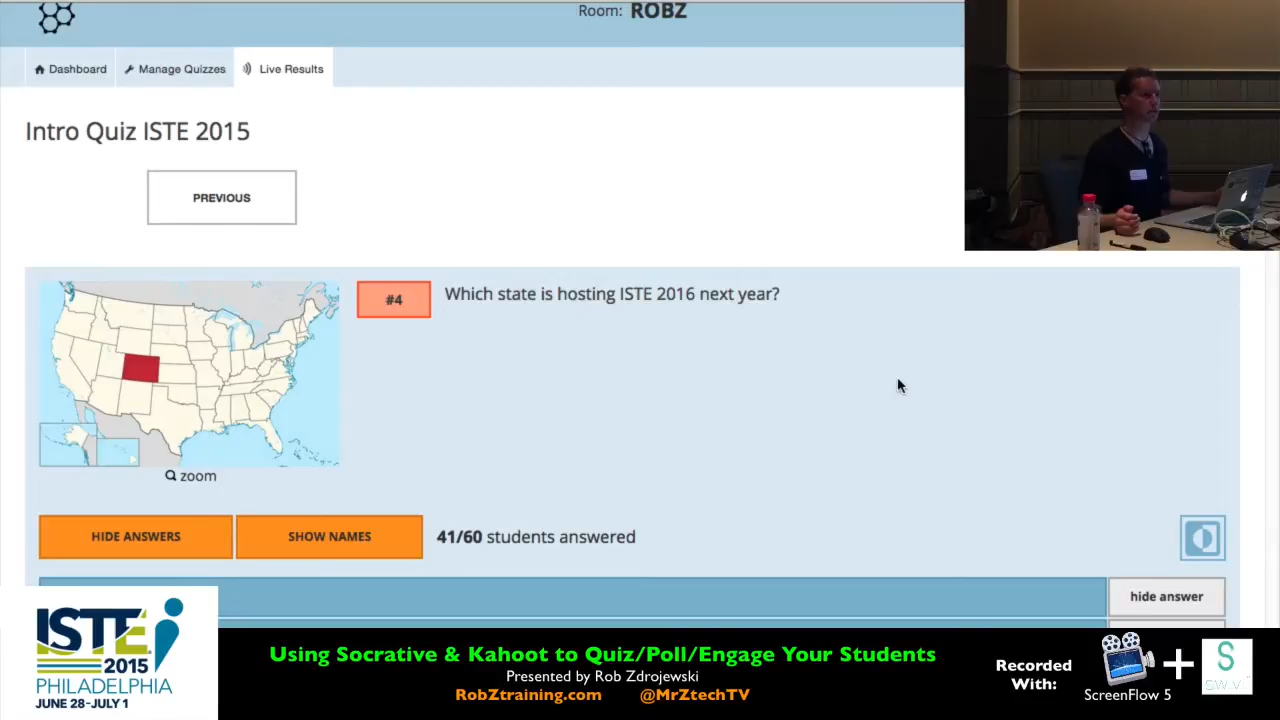 Room: ROBZ
Dashboard
Manage Quizzes
Live Results
Intro Quiz ISTE 2015
PREVIOUS
#4
Which state is hosting ISTE 2016 next year?
zoom
HIDE ANSWERS
SHOW NAMES
41/60 students answered
hide answer
ISTE
2015
PHILADELPHIA
JUNE 28-JULY 1
Using Socrative & Kahoot to Quiz/Poll/Engage Your Students
Presented by Rob Zdrojewski
RobZtraining.com @MrZtechTV
Recorded
With:
ScreenFlow 5
+
S
SWIVL